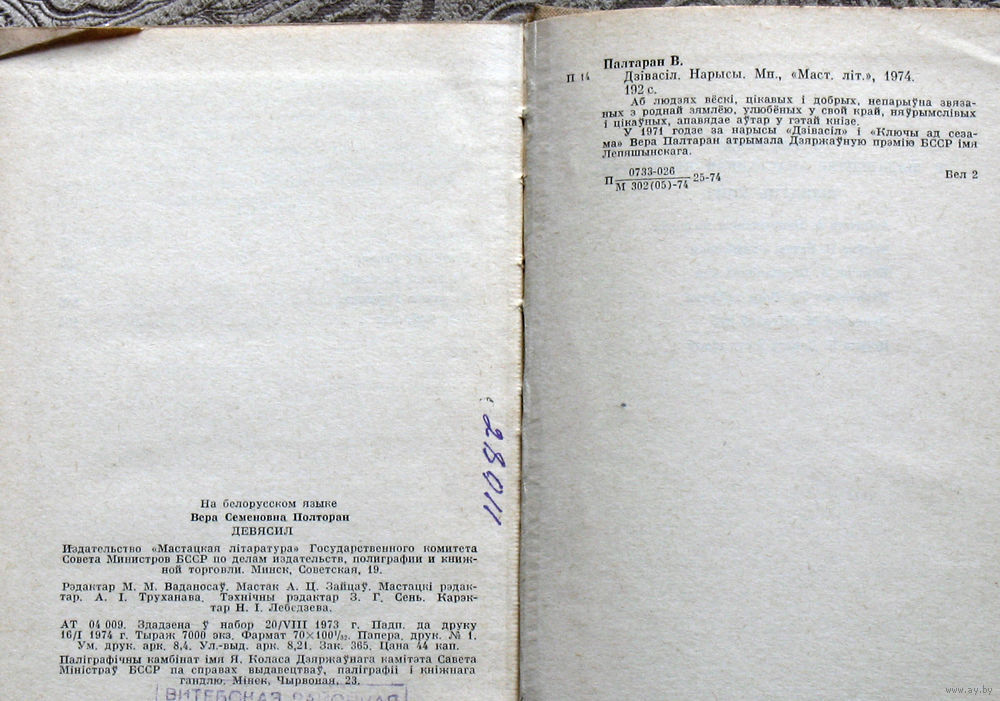 На белорусском языке
Вера Семеновна Полторан
ДЕВЯСИЛ
Издательство «Мастацкая літаратура» Государственного комитета
Совета Министров БССР по делам издательств, полиграфии и книж-
ной торговли. Минск, Советская, 19.
Рэдактар М. М. Ваданосаў. Мастак А. Ц. Зайцаў. Мастацкі рэдак-
тар. А. І. Труханава. Тэхнічны рэдактар З. Г. Сень. Карэк-
тар Н. І. Лебедзева.
АТ 04 009. Здадзена ў набор 20/VIII 1973 г. Падп. да друку
16/I 1974 г. Тыраж 7000 экз. Фармат 70×100¹/₃₂. Папера. друк. № 1.
Ум. друк. арк. 8,4. Ул.-выд. арк. 8,21. Зак. 365. Цана 44 кап.
Паліграфічны камбінат імя Я. Коласа Дзяржаўнага камітэта Савета
Міністраў БССР па справах выдавецтваў, паліграфіі і кніжнага
гандлю. Мінск, Чырвоная, 23.
ВИТЕБСКАЯ РАЙОННАЯ
28011
Палтаран В.
П 14 Дзівасіл. Нарысы. Мн., «Маст. літ.», 1974.
192 с.
Аб людзях вёскі, цікавых і добрых, непарыўна звяза-
ных з роднай зямлёю, улюбёных у свой край, няўрымслівых
і цікаўных, апавядае аўтар у гэтай кнізе.
У 1971 годзе за нарысы «Дзівасіл» і «Ключы ад сеза-
ма» Вера Палтаран атрымала Дзяржаўную прэмію БССР імя
Лепяшынскага.
0733-026
П 25-74 Бел 2
М 302(05)-74
www.ay.by